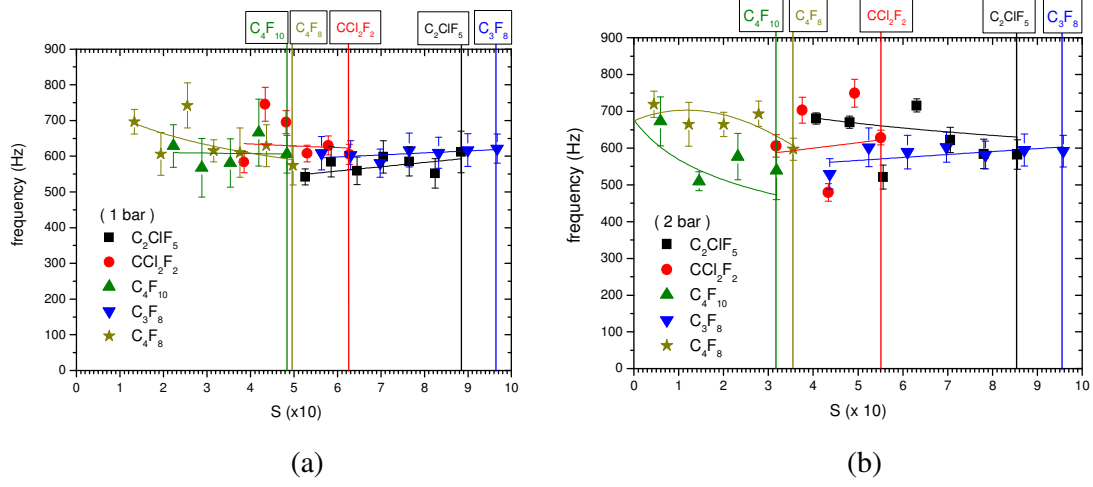 C₄F₁₀ C₄F₈ CCl₂F₂ C₂ClF₅ C₃F₈
900
800
700
600
500
400
300
200
100
0
frequency (Hz)
( 1 bar )
C₂ClF₅
CCl₂F₂
C₄F₁₀
C₃F₈
C₄F₈
0 1 2 3 4 5 6 7 8 9 10
S (x10)
(a)
C₄F₁₀ C₄F₈ CCl₂F₂ C₂ClF₅ C₃F₈
900
800
700
600
500
400
300
200
100
0
frequency (Hz)
( 2 bar )
C₂ClF₅
CCl₂F₂
C₄F₁₀
C₃F₈
C₄F₈
0 1 2 3 4 5 6 7 8 9 10
S (x10)
(b)